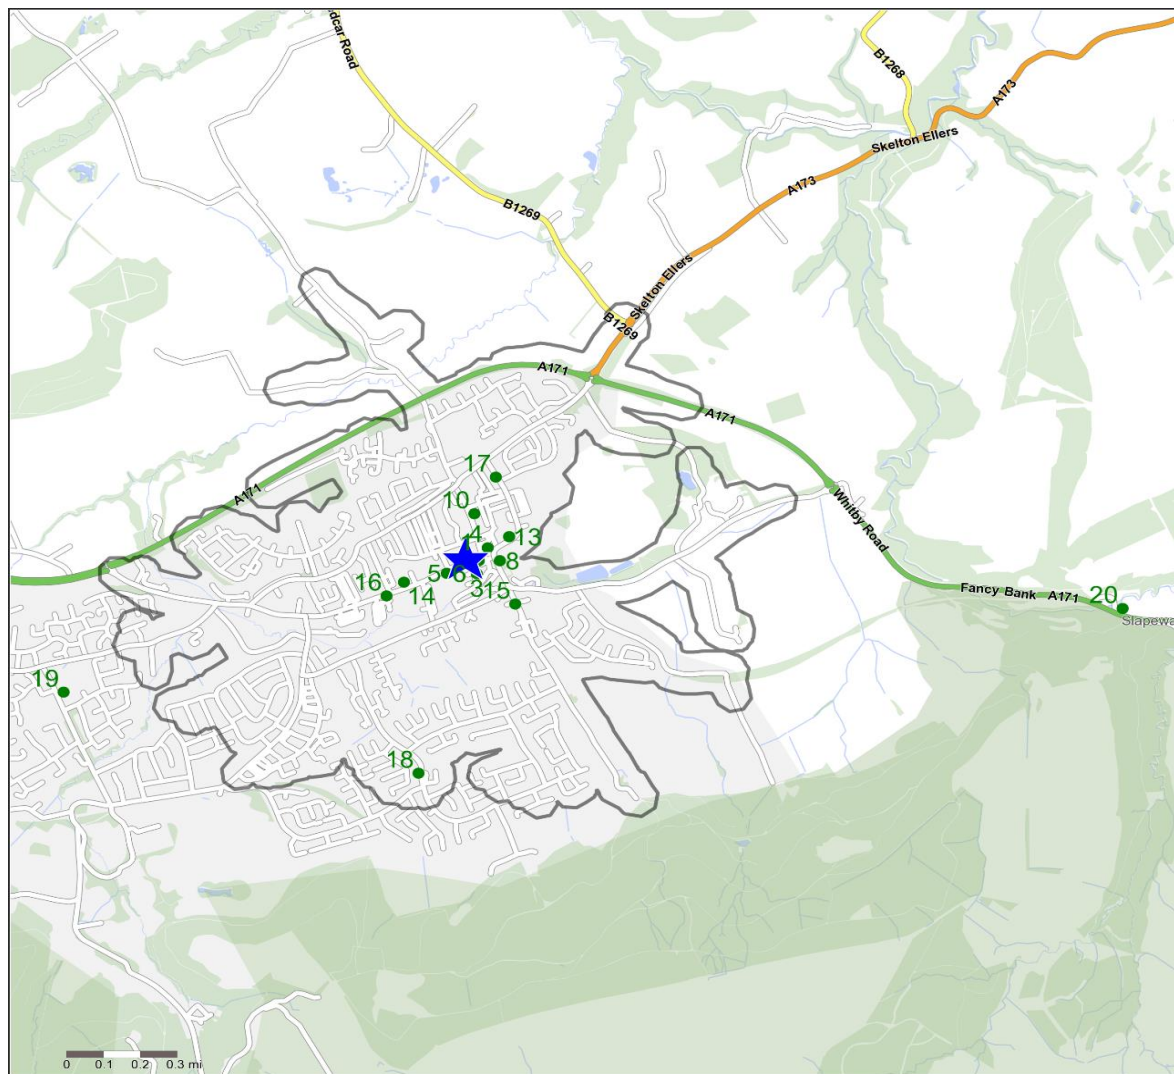 dcar Road
B1268
A173
Skelton Ellers
A173
B1269
Skelton Ellers
B1269
A171
A171
A171
17
10
4
13
8
5
6
3
15
16
14
Whitby Road
Fancy Bank
A171
20
Slapewa
19
18
0
0.1
0.2
0.3 mi